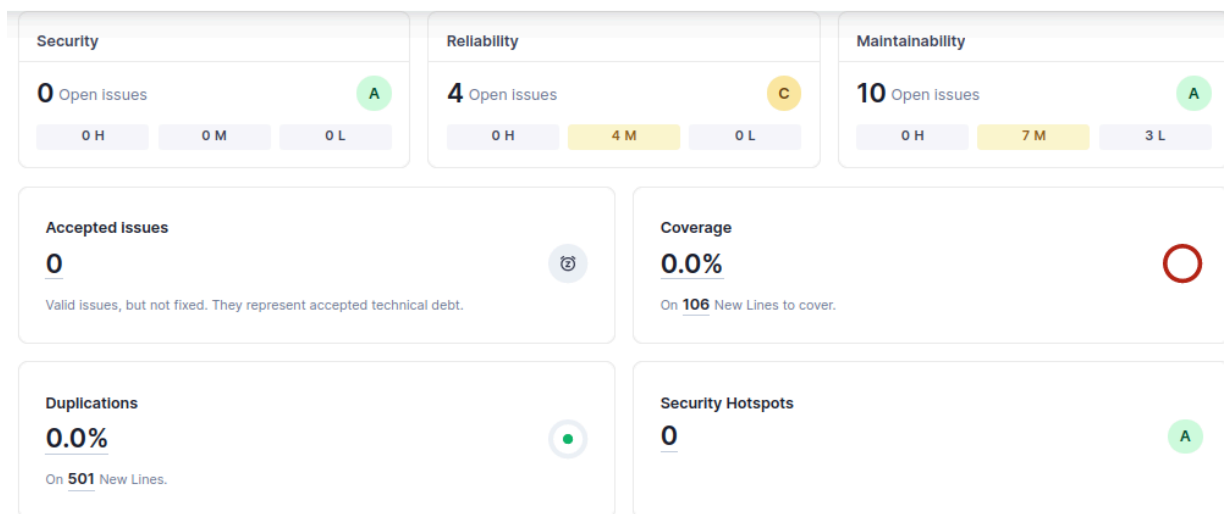 Security
0 Open issues A
0 H 0 M 0 L
Reliability
4 Open issues C
0 H 4 M 0 L
Maintainability
10 Open issues A
0 H 7 M 3 L
Accepted issues
0
Valid issues, but not fixed. They represent accepted technical debt.
Coverage
0.0%
On 106 New Lines to cover.
Duplications
0.0%
On 501 New Lines.
Security Hotspots
0 A